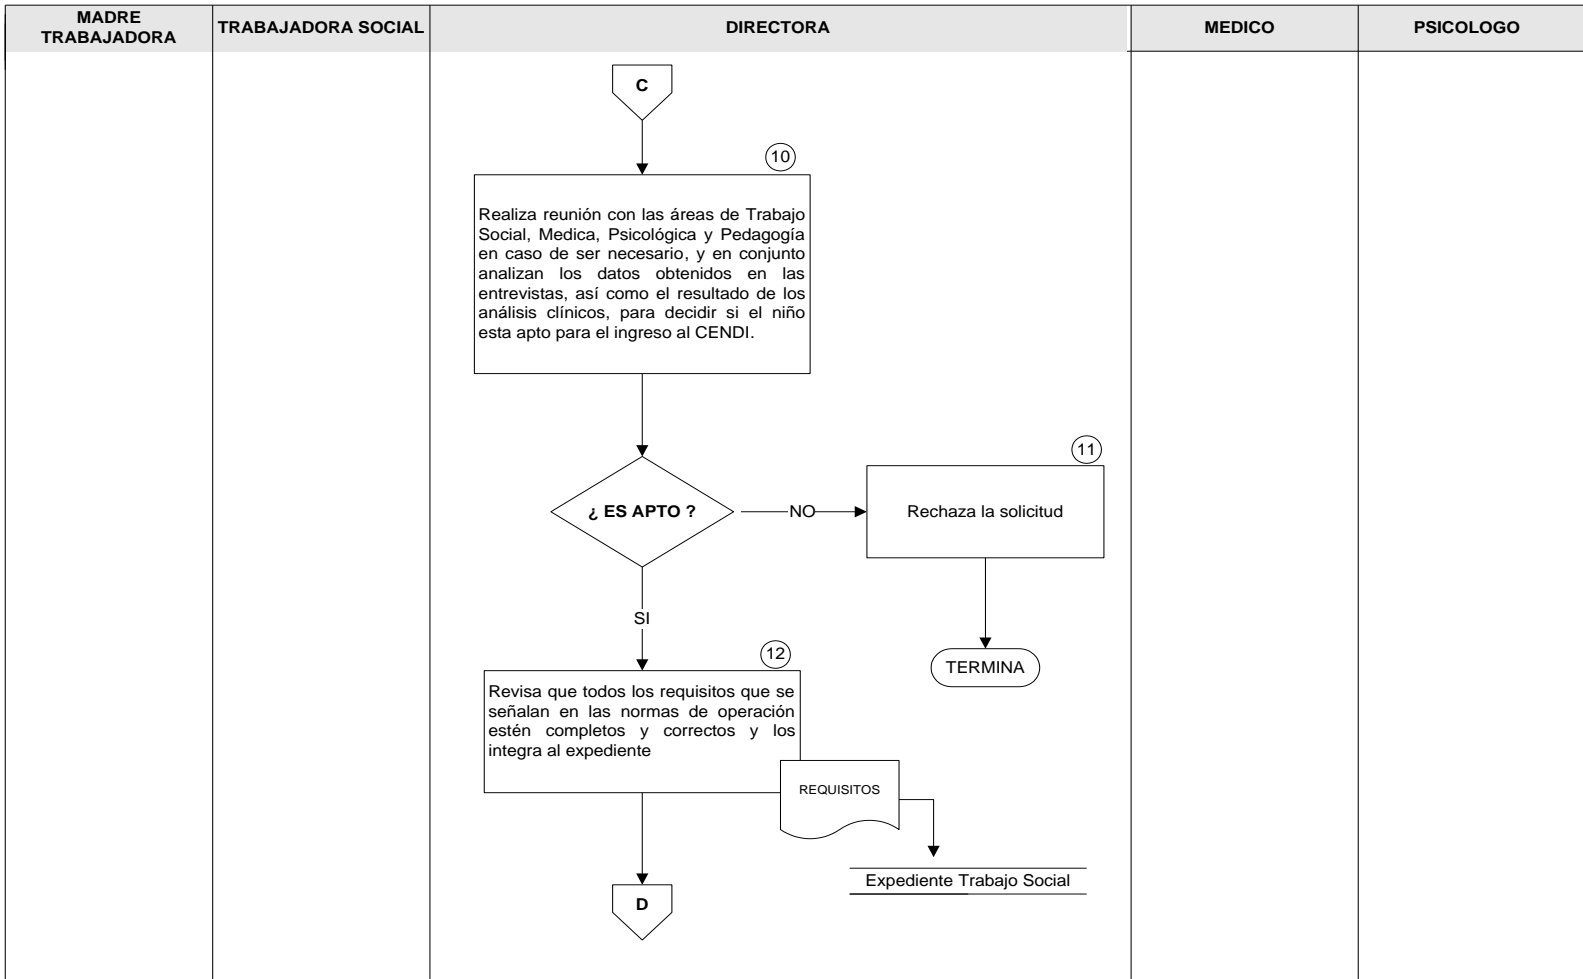 MADRE
TRABAJADORA
TRABAJADORA SOCIAL
DIRECTORA
MEDICO
PSICOLOGO
C
10
Realiza reunión con las áreas de Trabajo
Social, Medica, Psicológica y Pedagogía
en caso de ser necesario, y en conjunto
analizan los datos obtenidos en las
entrevistas, así como el resultado de los
análisis clínicos, para decidir si el niño
esta apto para el ingreso al CENDI.
11
¿ ES APTO ?
NO
Rechaza la solicitud
SI
TERMINA
12
Revisa que todos los requisitos que se
señalan en las normas de operación
estén completos y correctos y los
integra al expediente
REQUISITOS
Expediente Trabajo Social
D